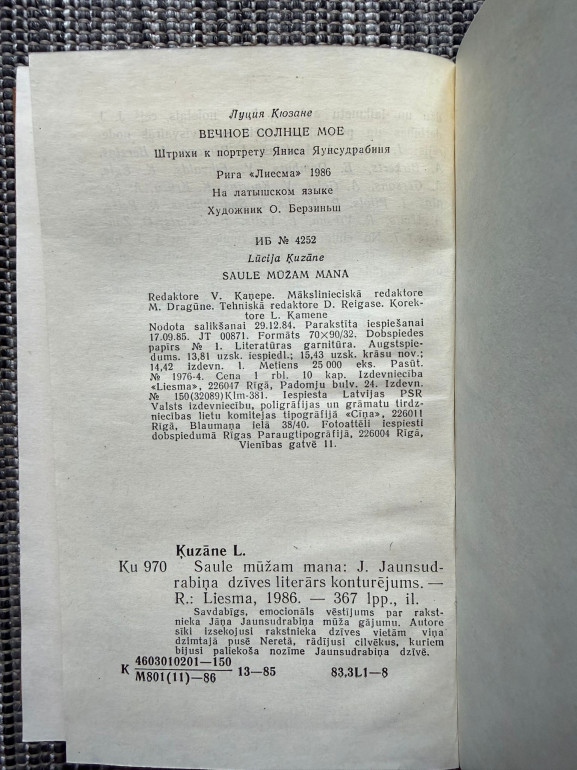 Луция Кюзане
ВЕЧНОЕ СОЛНЦЕ МОЕ
Штрихи к портрету Яниса Яунсудрабиня
Рига «Лиесма» 1986
На латышском языке
Художник О. Берзиньш
ИБ № 4252
Lūcija Ķuzāne
SAULE MŪŽAM MANA
Redaktore V. Kaņepe. Mākslinieciskā redaktore
M. Dragūne. Tehniskā redaktore D. Reigase. Korek-
tore L. Kamene
Nodota salikšanai 29.12.84. Parakstīta iespiešanai
17.09.85. JT 00871. Formāts 70×90/32. Dobspiedes
papīrs № 1. Literatūras garnitūra. Augstspie-
dums. 13,81 uzsk. iespiedl.; 15,43 uzsk. krāsu nov.;
14,42 izdevn. l. Metiens 25 000 eks. Pasūt.
№ 1976-4. Cena 1 rbl. 10 kap. Izdevniecība
«Liesma», 226047 Rīgā, Padomju bulv. 24. Izdevn.
№ 150(32089)Klm-381. Iespiesta Latvijas PSR
Valsts izdevniecību, poligrāfijas un grāmatu tirdz-
niecības lietu komitejas tipogrāfijā «Cīņa», 226011
Rīgā, Blaumaņa ielā 38/40. Fotoattēli iespiesti
dobspiedumā Rīgas Paraugtipogrāfijā, 226004 Rīgā,
Vienības gatvē 11.
Ķuzāne L.
Ku 970 Saule mūžam mana: J. Jaunsud-
rabiņa dzīves literārs konturējums. —
R.: Liesma, 1986. — 367 lpp., il.
Savdabīgs, emocionāls vēstījums par rakst-
nieka Jāņa Jaunsudrabiņa mūža gājumu. Autore
sīki izsekojusi rakstnieka dzīves vietām viņa
dzimtajā pusē Neretā, rādījusi cilvēkus, kuriem
bijusi paliekoša nozīme Jaunsudrabiņa dzīvē.
К 4603010201—150 13—85 83.3L1—8
М801(11)—86